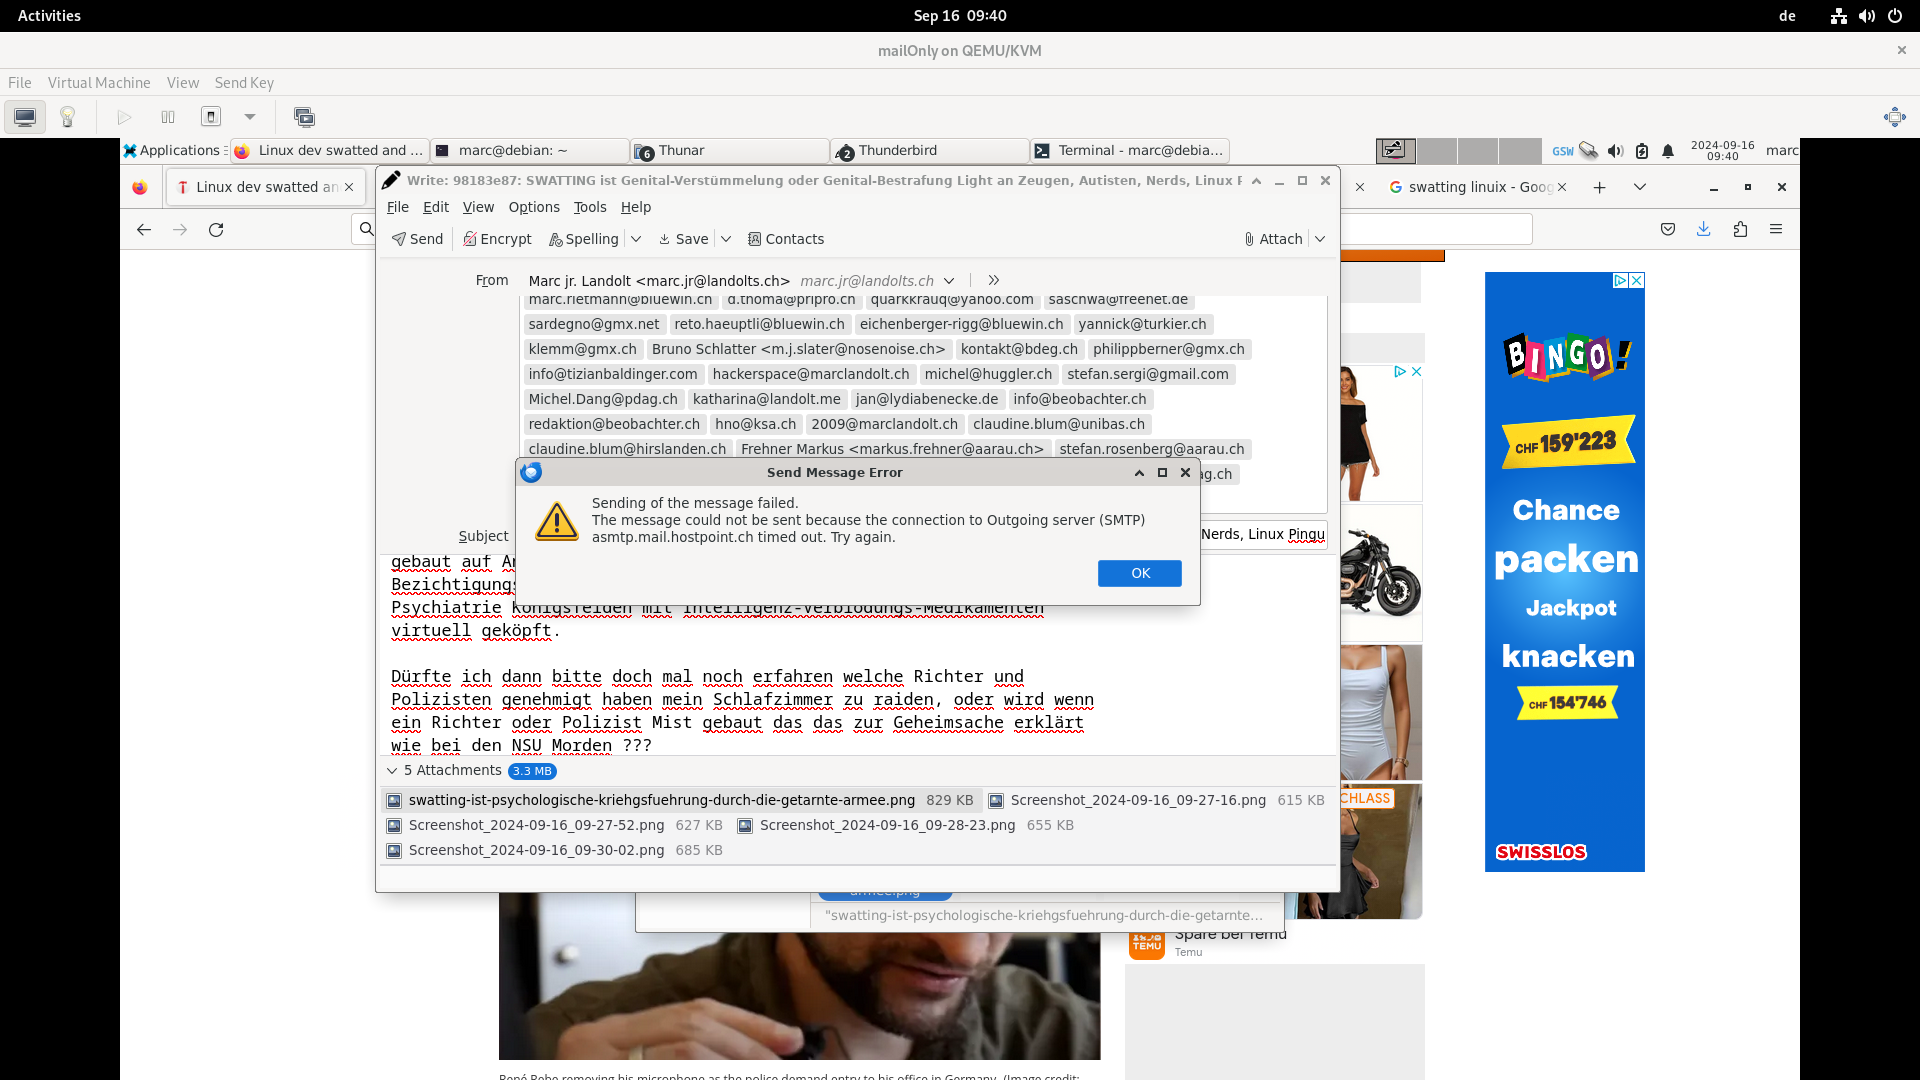 Activities
Sep 16 09:40
de
mailOnly on QEMU/KVM
File Virtual Machine View Send Key
Applications
Linux dev swatted and ...
marc@debian: ~
6 Thunar
2 Thunderbird
Terminal - marc@debia...
GSW
2024-09-16
09:40
marc
Linux dev swatted an
Write: 98183e87: SWATTING ist Genital-Verstümmelung oder Genital-Bestrafung Light an Zeugen, Autisten, Nerds, Linux P
swatting linuix - Goog
File Edit View Options Tools Help
Send Encrypt Spelling Save Contacts Attach
From Marc jr. Landolt <marc.jr@landolts.ch> marc.jr@landolts.ch
marc.rietmann@bluewin.ch d.thoma@pripro.ch quarkkrauq@yahoo.com saschwa@freenet.de
sardegno@gmx.net reto.haeuptli@bluewin.ch eichenberger-rigg@bluewin.ch yannick@turkier.ch
klemm@gmx.ch Bruno Schlatter <m.j.slater@nosenoise.ch> kontakt@bdeg.ch philippberner@gmx.ch
info@tizianbaldinger.com hackerspace@marclandolt.ch michel@huggler.ch stefan.sergi@gmail.com
Michel.Dang@pdag.ch katharina@landolt.me jan@lydiabenecke.de info@beobachter.ch
redaktion@beobachter.ch hno@ksa.ch 2009@marclandolt.ch claudine.blum@unibas.ch
claudine.blum@hirslanden.ch Frehner Markus <markus.frehner@aarau.ch> stefan.rosenberg@aarau.ch
ag.ch
Send Message Error
Sending of the message failed.
The message could not be sent because the connection to Outgoing server (SMTP)
asmtp.mail.hostpoint.ch timed out. Try again.
OK
Subject
Nerds, Linux Pingu
gebaut auf
Bezichtigungs
Psychiatrie Königsfelden mit Intelligenz-Verblödungs-Medikamenten
virtuell geköpft.
Dürfte ich dann bitte doch mal noch erfahren welche Richter und
Polizisten genehmigt haben mein Schlafzimmer zu raiden, oder wird wenn
ein Richter oder Polizist Mist gebaut das das zur Geheimsache erklärt
wie bei den NSU Morden ???
5 Attachments 3.3 MB
swatting-ist-psychologische-kriehgsfuehrung-durch-die-getarnte-armee.png 829 KB Screenshot_2024-09-16_09-27-16.png 615 KB
Screenshot_2024-09-16_09-27-52.png 627 KB Screenshot_2024-09-16_09-28-23.png 655 KB
Screenshot_2024-09-16_09-30-02.png 685 KB
armee.png
"swatting-ist-psychologische-kriehgsfuehrung-durch-die-getarnte...
BINGO!
CHF 159'223
Chance
packen
Jackpot
knacken
CHF 154'746
SWISSLOS
CHLASS
TEMU
Spare bei Temu
Temu
René Rebe removing his microphone as the police demand entry to his office in Germany. (Image credit: